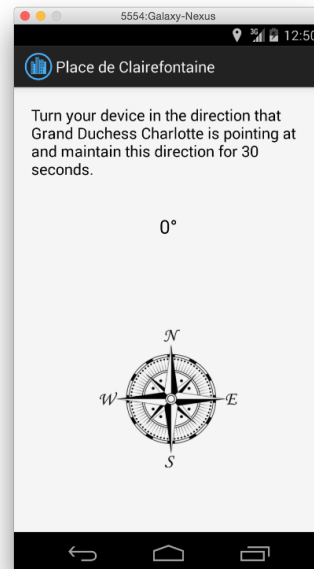 5554:Galaxy-Nexus
3G 12:50
Place de Clairefontaine
Turn your device in the direction that
Grand Duchess Charlotte is pointing at
and maintain this direction for 30
seconds.
0°
N
W E
S